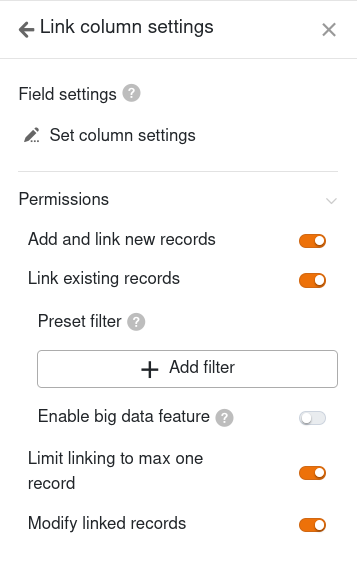 Link column settings
Field settings ?
Set column settings
Permissions
Add and link new records
Link existing records
Preset filter ?
Add filter
Enable big data feature ?
Limit linking to max one
record
Modify linked records